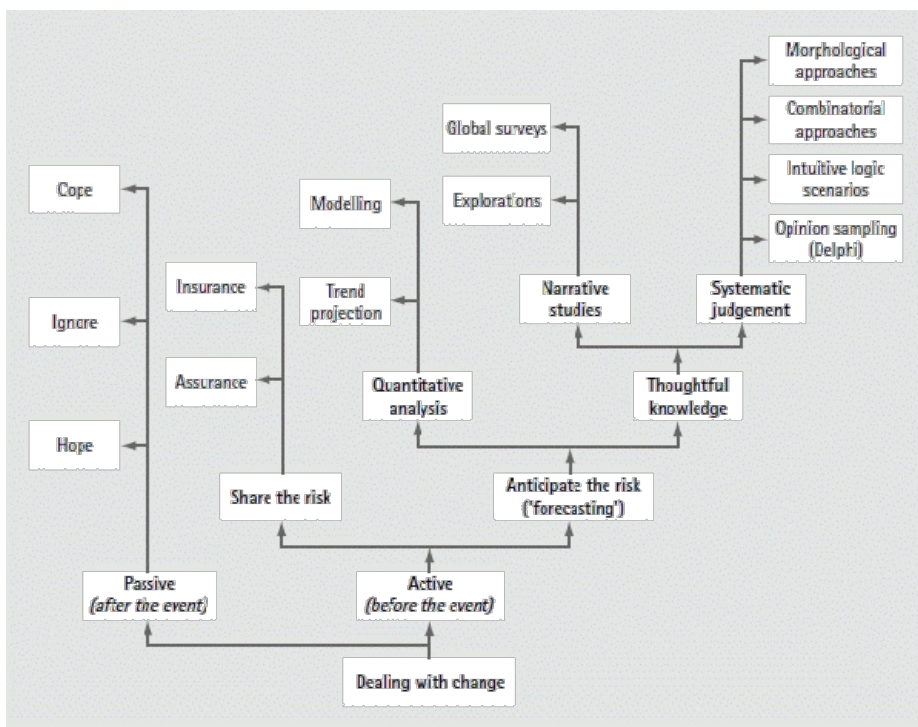 Morphological
approaches
Combinatorial
approaches
Global surveys
Intuitive logic
scenarios
Cope
Modelling
Explorations
Opinion sampling
(Delphi)
Insurance
Trend
projection
Narrative
studies
Systematic
judgement
Ignore
Assurance
Quantitative
analysis
Thoughtful
knowledge
Hope
Share the risk
Anticipate the risk
('forecasting')
Passive
(after the event)
Active
(before the event)
Dealing with change